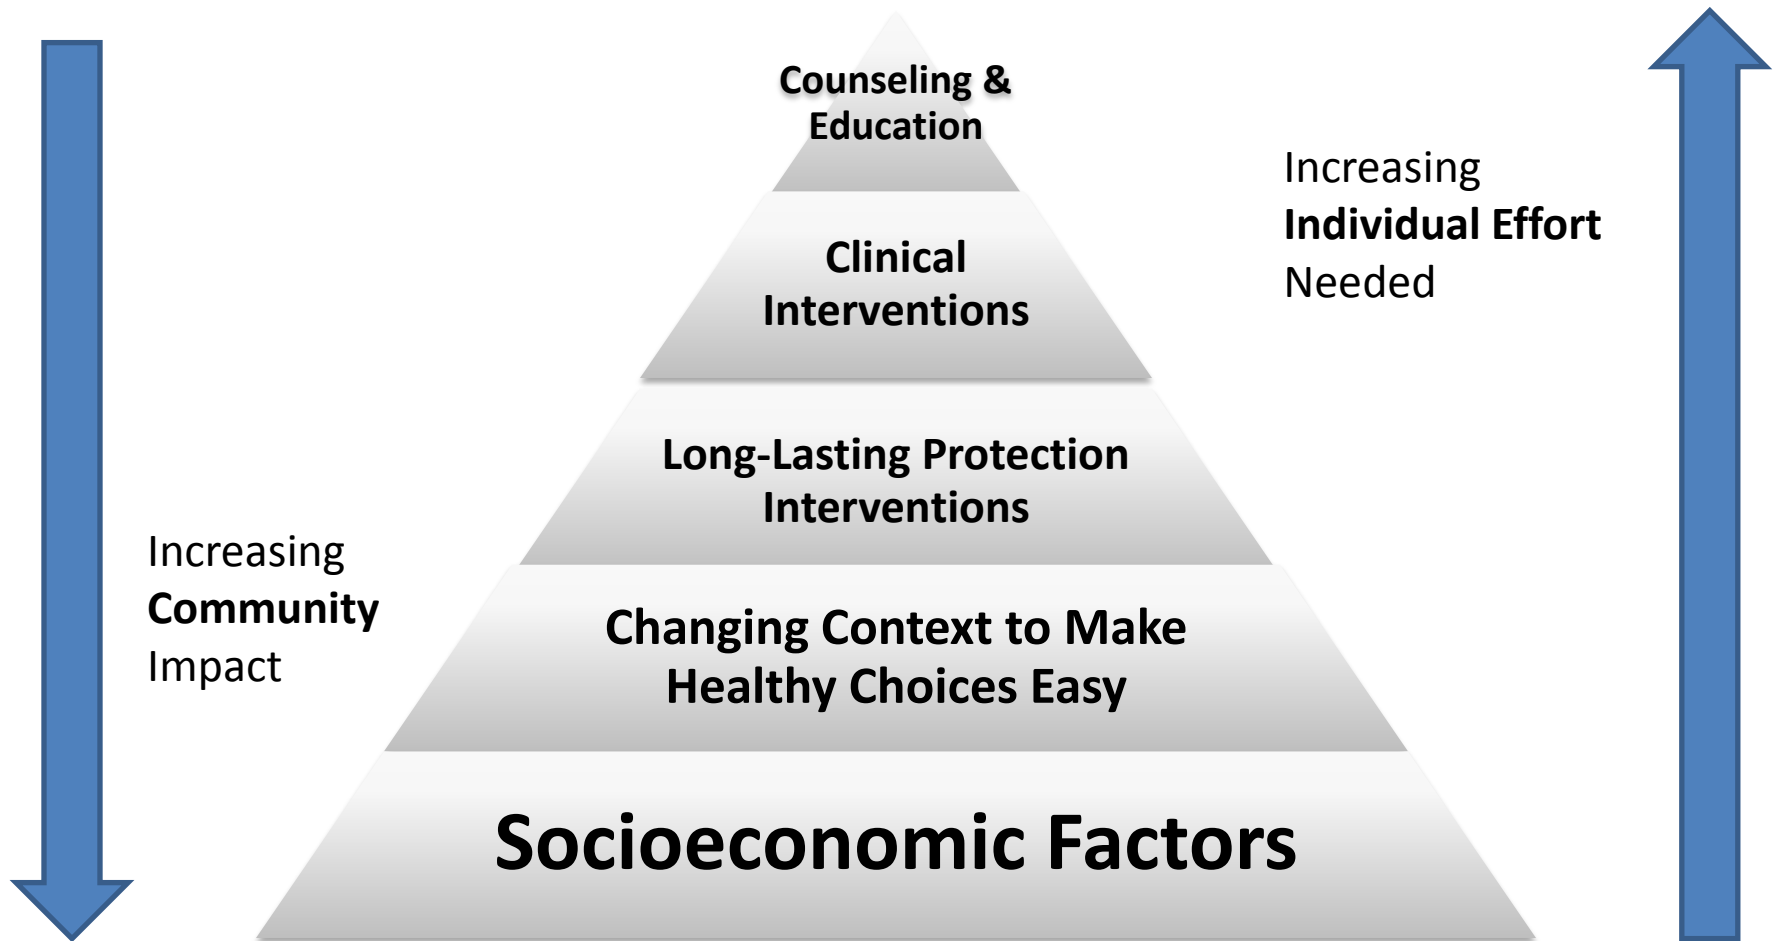 Counseling &
Education
Increasing
Individual Effort
Needed
Clinical
Interventions
Long-Lasting Protection
Interventions
Increasing
Community
Impact
Changing Context to Make
Healthy Choices Easy
Socioeconomic Factors